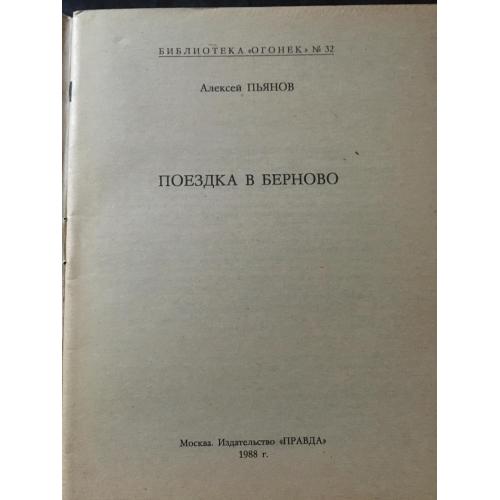 БИБЛИОТЕКА «ОГОНЕК» № 32
Алексей ПЬЯНОВ
ПОЕЗДКА В БЕРНОВО
Москва. Издательство «ПРАВДА»
1988 г.